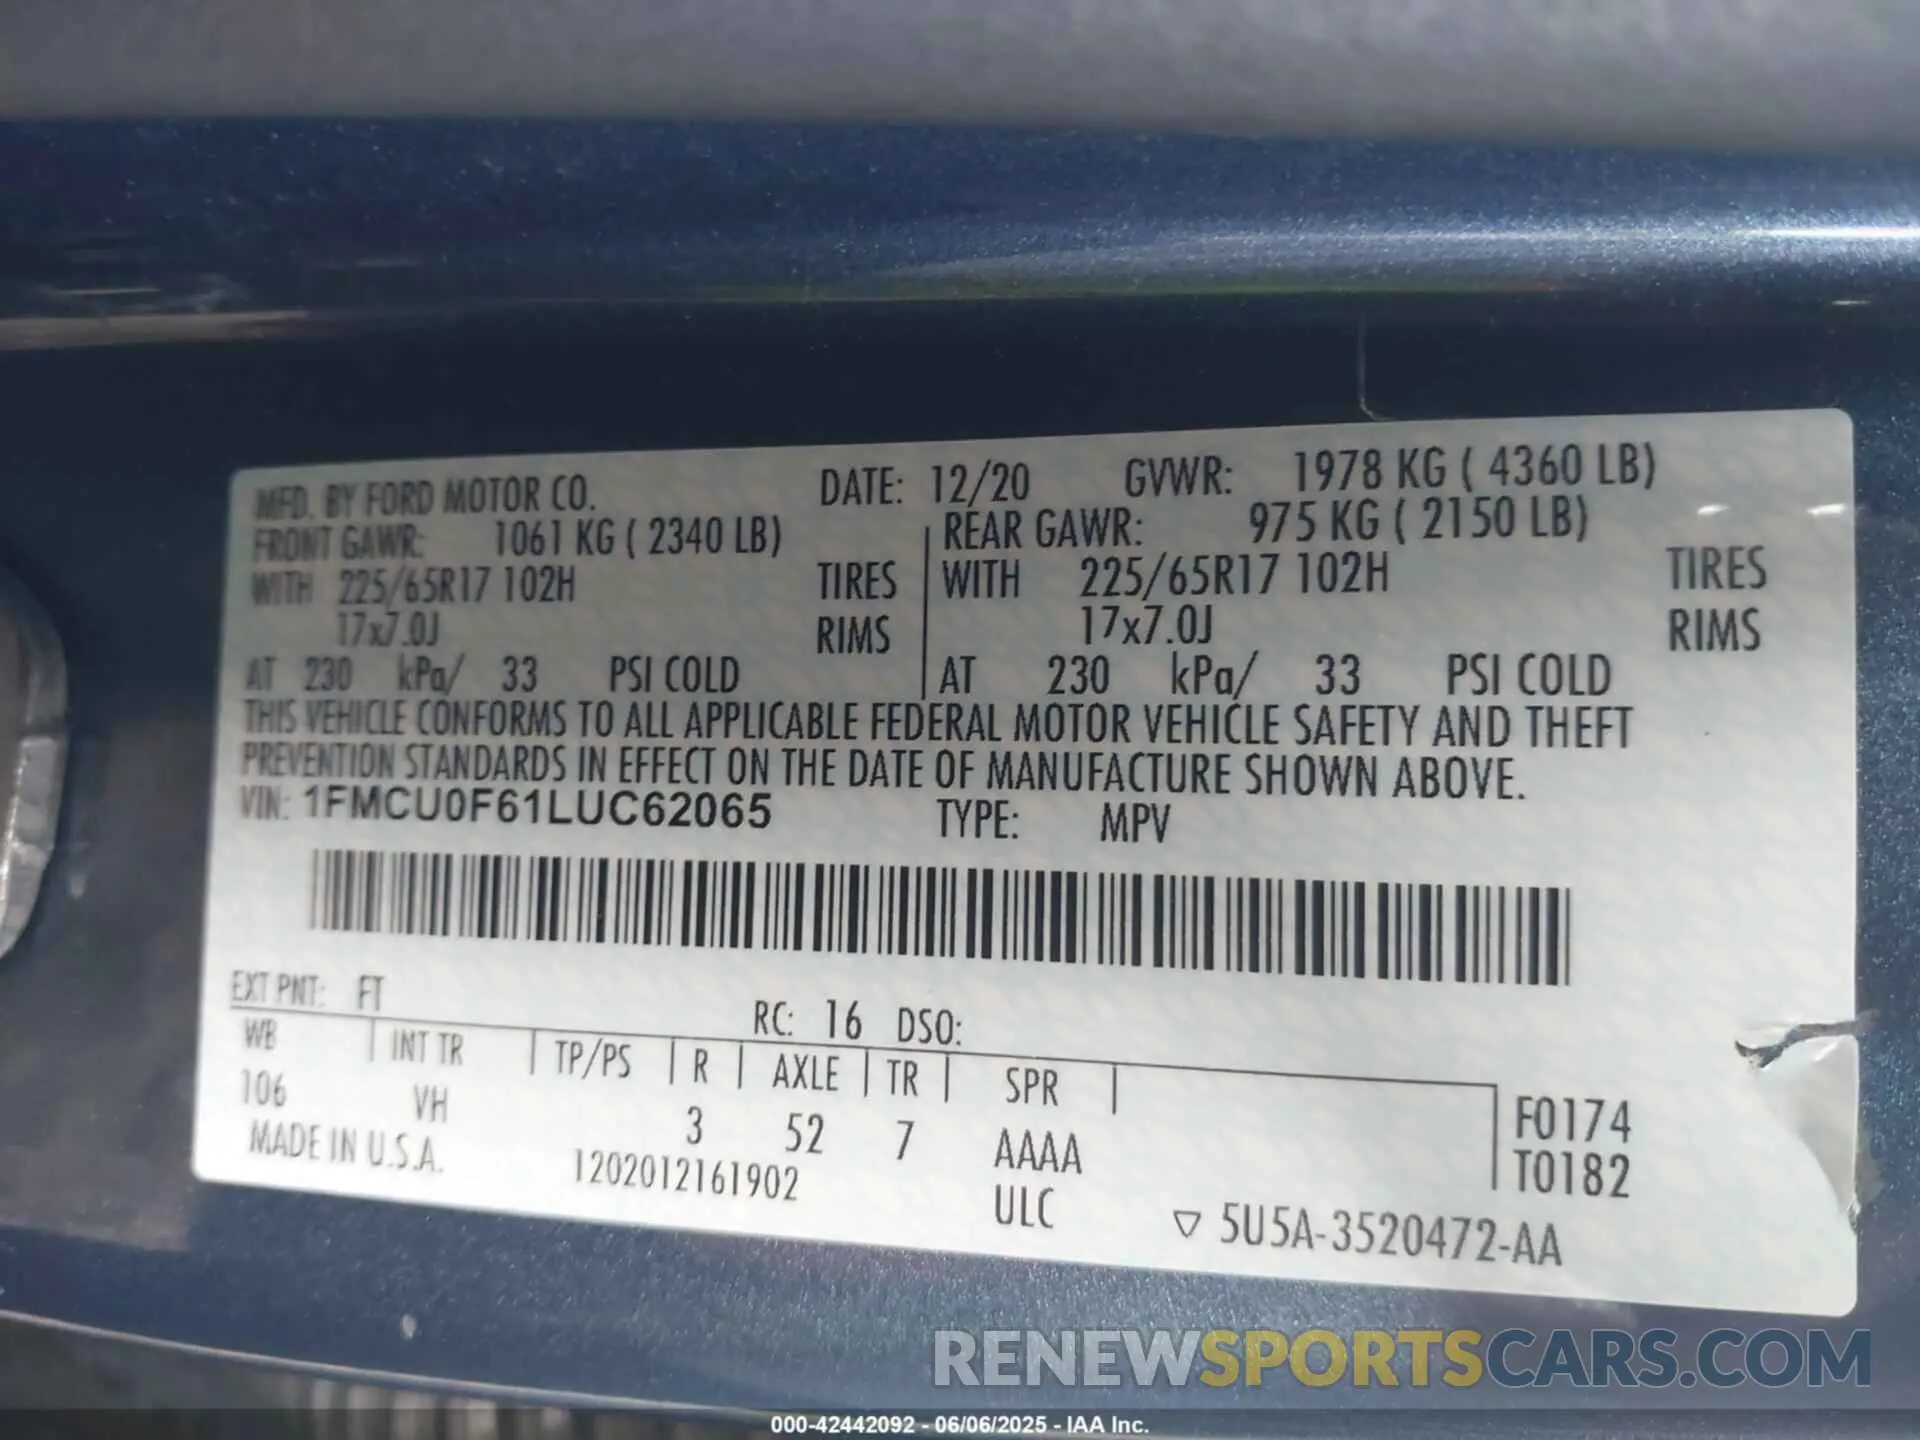 MFD. BY FORD MOTOR CO. DATE: 12/20 GVWR: 1978 KG ( 4360 LB)
FRONT GAWR: 1061 KG ( 2340 LB) REAR GAWR: 975 KG ( 2150 LB)
WITH 225/65R17 102H TIRES WITH 225/65R17 102H TIRES
17x7.0J RIMS 17x7.0J RIMS
AT 230 kPa/ 33 PSI COLD AT 230 kPa/ 33 PSI COLD
THIS VEHICLE CONFORMS TO ALL APPLICABLE FEDERAL MOTOR VEHICLE SAFETY AND THEFT
PREVENTION STANDARDS IN EFFECT ON THE DATE OF MANUFACTURE SHOWN ABOVE.
VIN: 1FMCU0F61LUC62065 TYPE: MPV
EXT PNT: FT RC: 16 DSO:
WB INT TR TP/PS R AXLE TR SPR
106 VH 3 52 7 AAAA F0174
MADE IN U.S.A. 1202012161902 ULC T0182
▽ 5U5A-3520472-AA
RENEWSPORTSCARS.COM
000-42442092 - 06/06/2025 - IAA Inc.